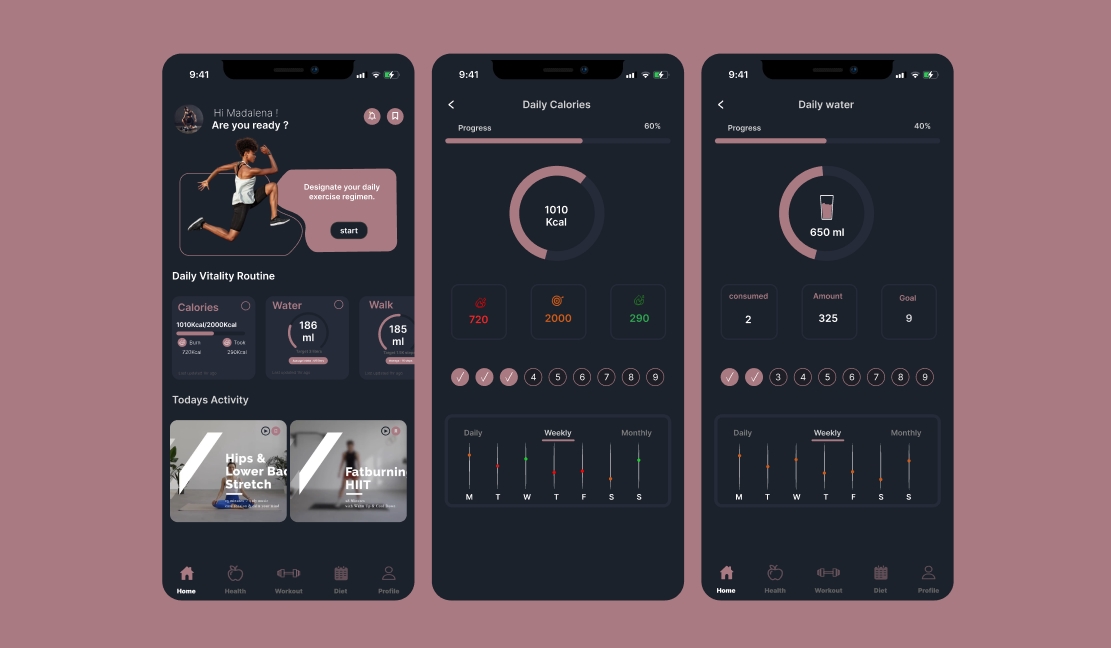 9:41
Hi Madalena !
Are you ready ?
Designate your daily
exercise regimen.
start
Daily Vitality Routine
Calories
1010Kcal/2000Kcal
Burn
Took
720Kcal
290Kcal
Water
186
ml
Walk
185
ml
Todays Activity
Hips &
Lower Bac
Stretch
Fatburnin
HIIT
Home
Health
Workout
Diet
Profile
9:41
Daily Calories
Progress
60%
1010
Kcal
720
2000
290
4 5 6 7 8 9
Daily
Weekly
Monthly
M T W T F S S
9:41
Daily water
Progress
40%
650 ml
consumed
2
Amount
325
Goal
9
3 4 5 6 7 8 9
Daily
Weekly
Monthly
M T W T F S S
Home
Health
Workout
Diet
Profile